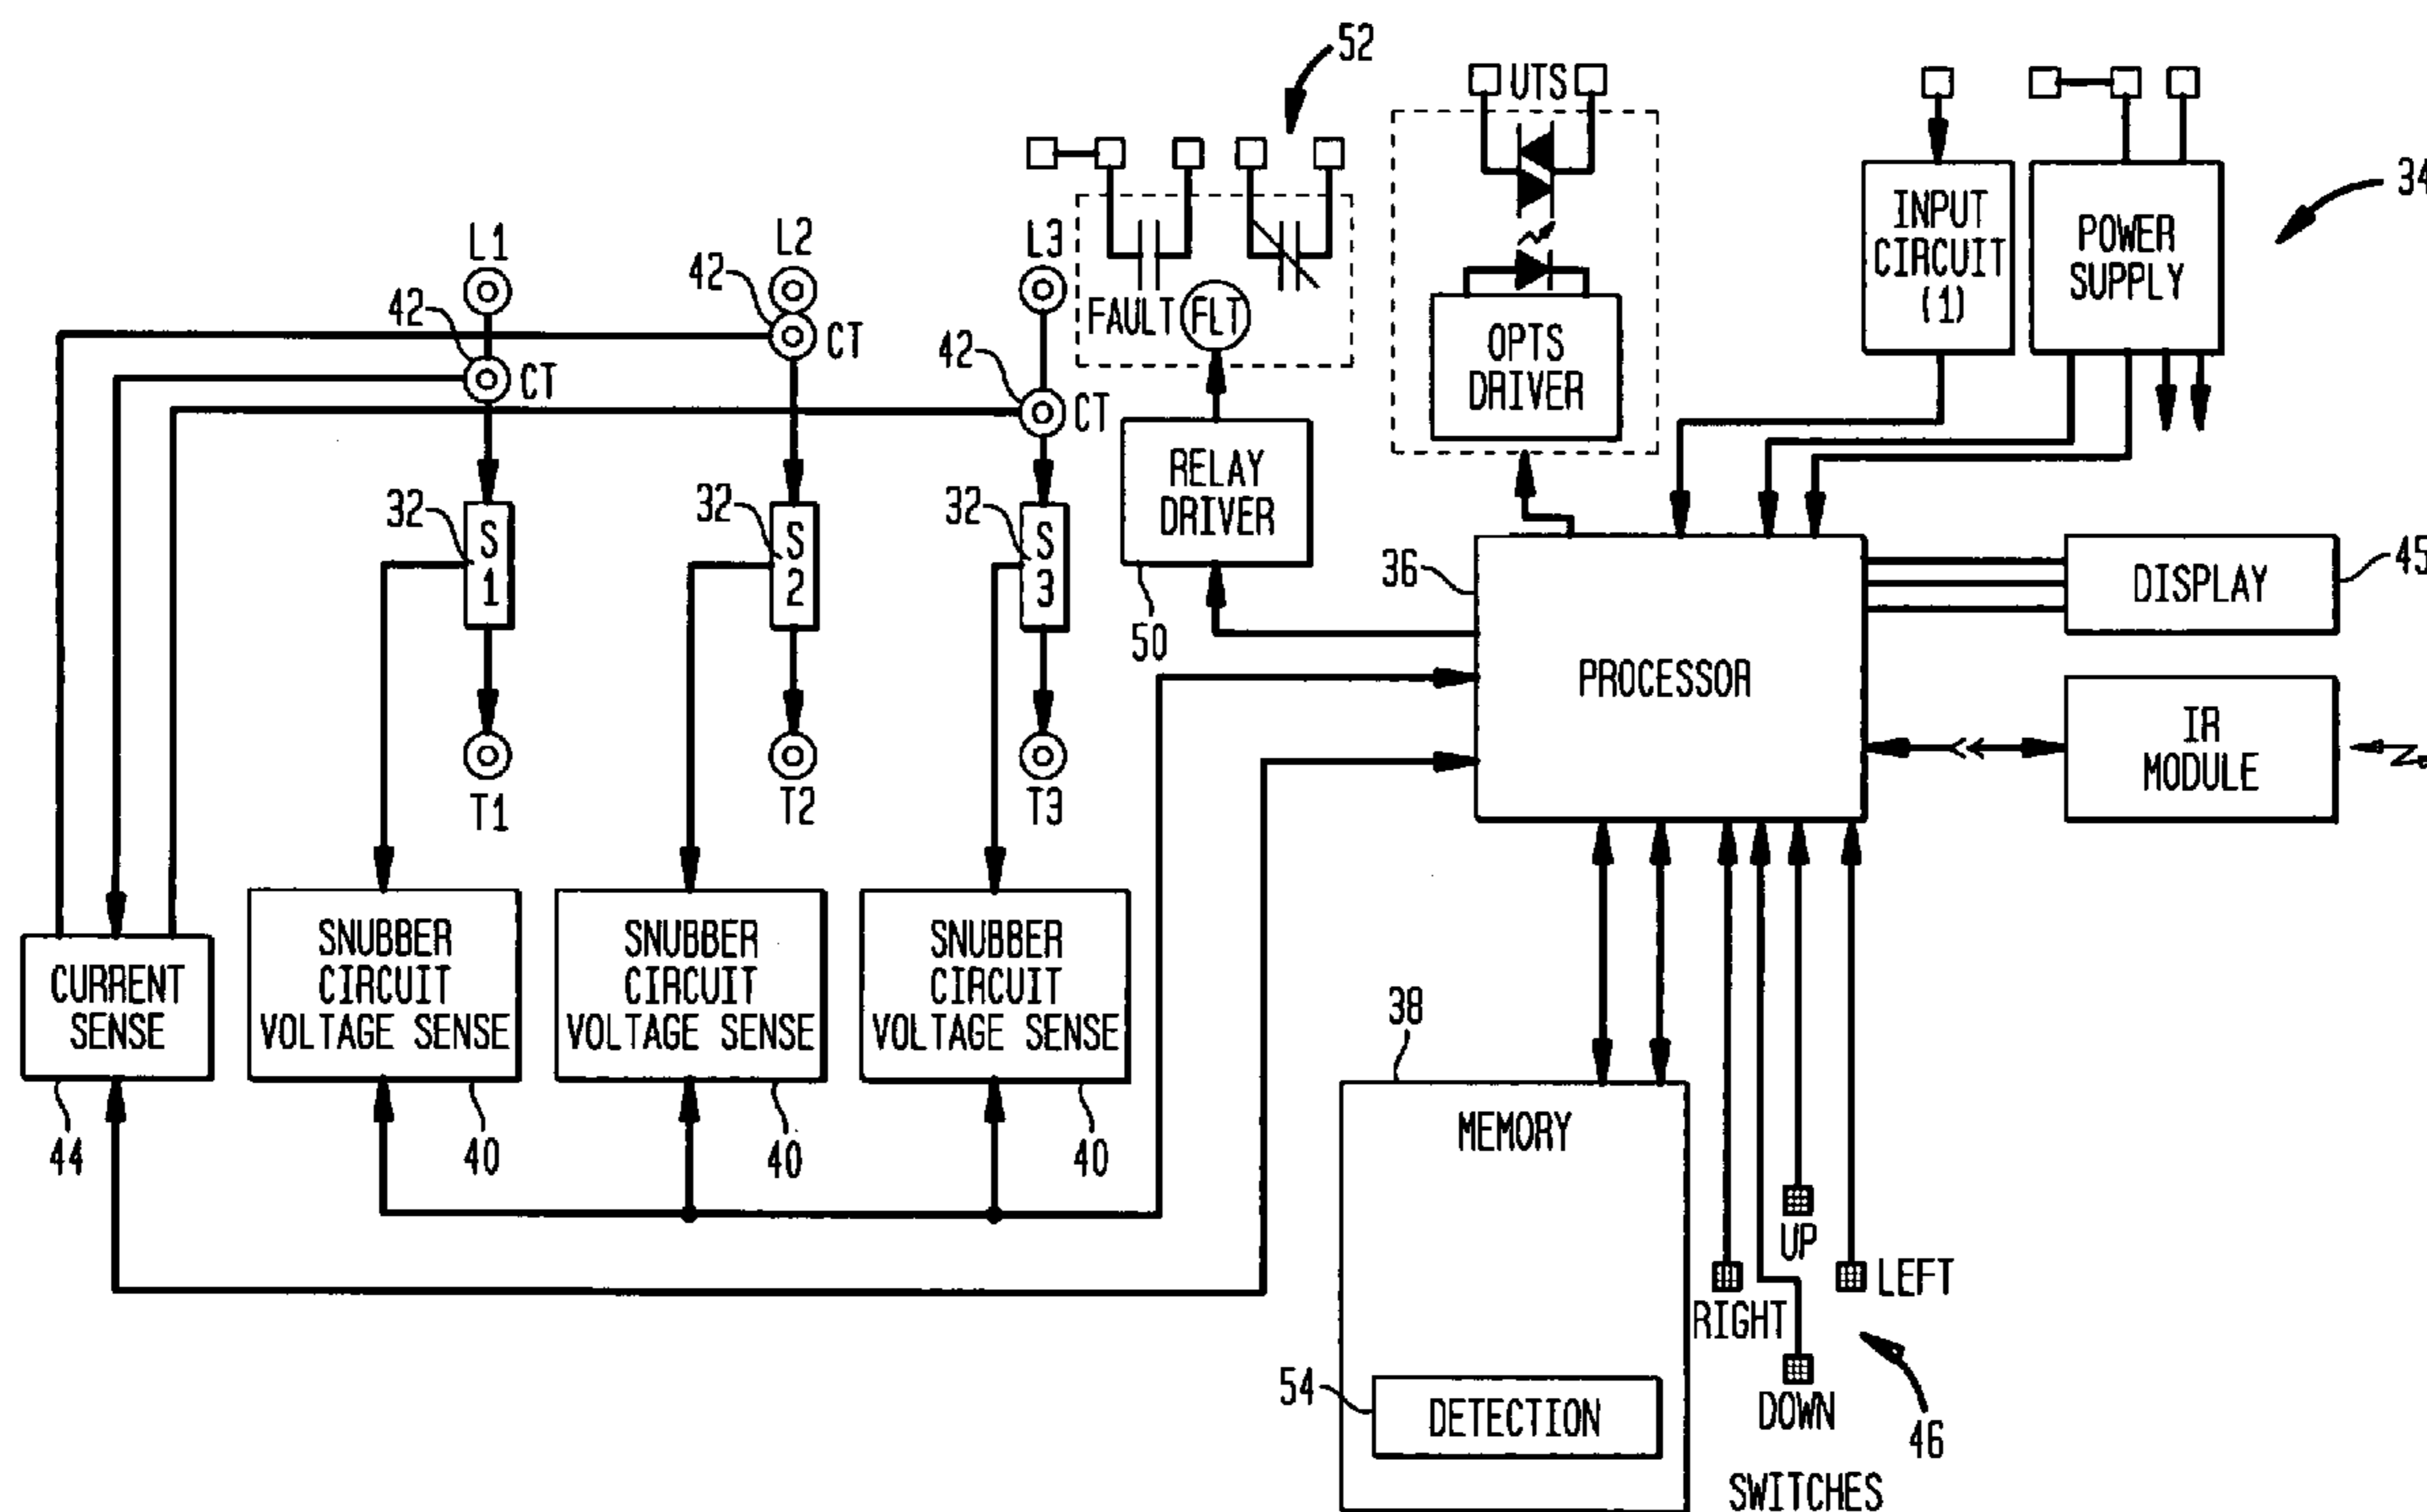 52
UTS
34
L1
L2
L3
42
42
42
CT
CT
CT
FAULT
FLT
INPUT
CIRCUIT
(1)
POWER
SUPPLY
OPTS
DRIVER
RELAY
DRIVER
50
32
32
32
S
1
S
2
S
3
T1
T2
T3
36
PROCESSOR
DISPLAY
45
IR
MODULE
CURRENT
SENSE
44
SNUBBER
CIRCUIT
VOLTAGE SENSE
40
SNUBBER
CIRCUIT
VOLTAGE SENSE
40
SNUBBER
CIRCUIT
VOLTAGE SENSE
40
38
MEMORY
54
DETECTION
UP
RIGHT
LEFT
DOWN
46
SWITCHES